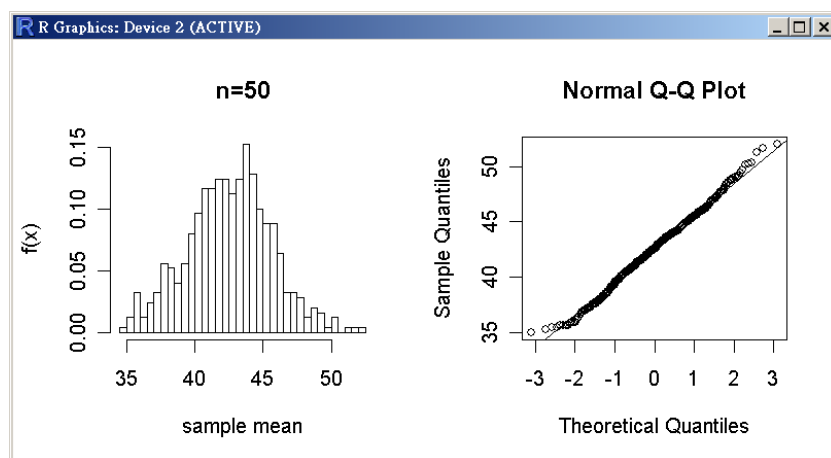 R Graphics: Device 2 (ACTIVE)
n=50
f(x)
0.00 0.05 0.10 0.15
35 40 45 50
sample mean
Normal Q-Q Plot
Sample Quantiles
35 40 45 50
-3 -2 -1 0 1 2 3
Theoretical Quantiles